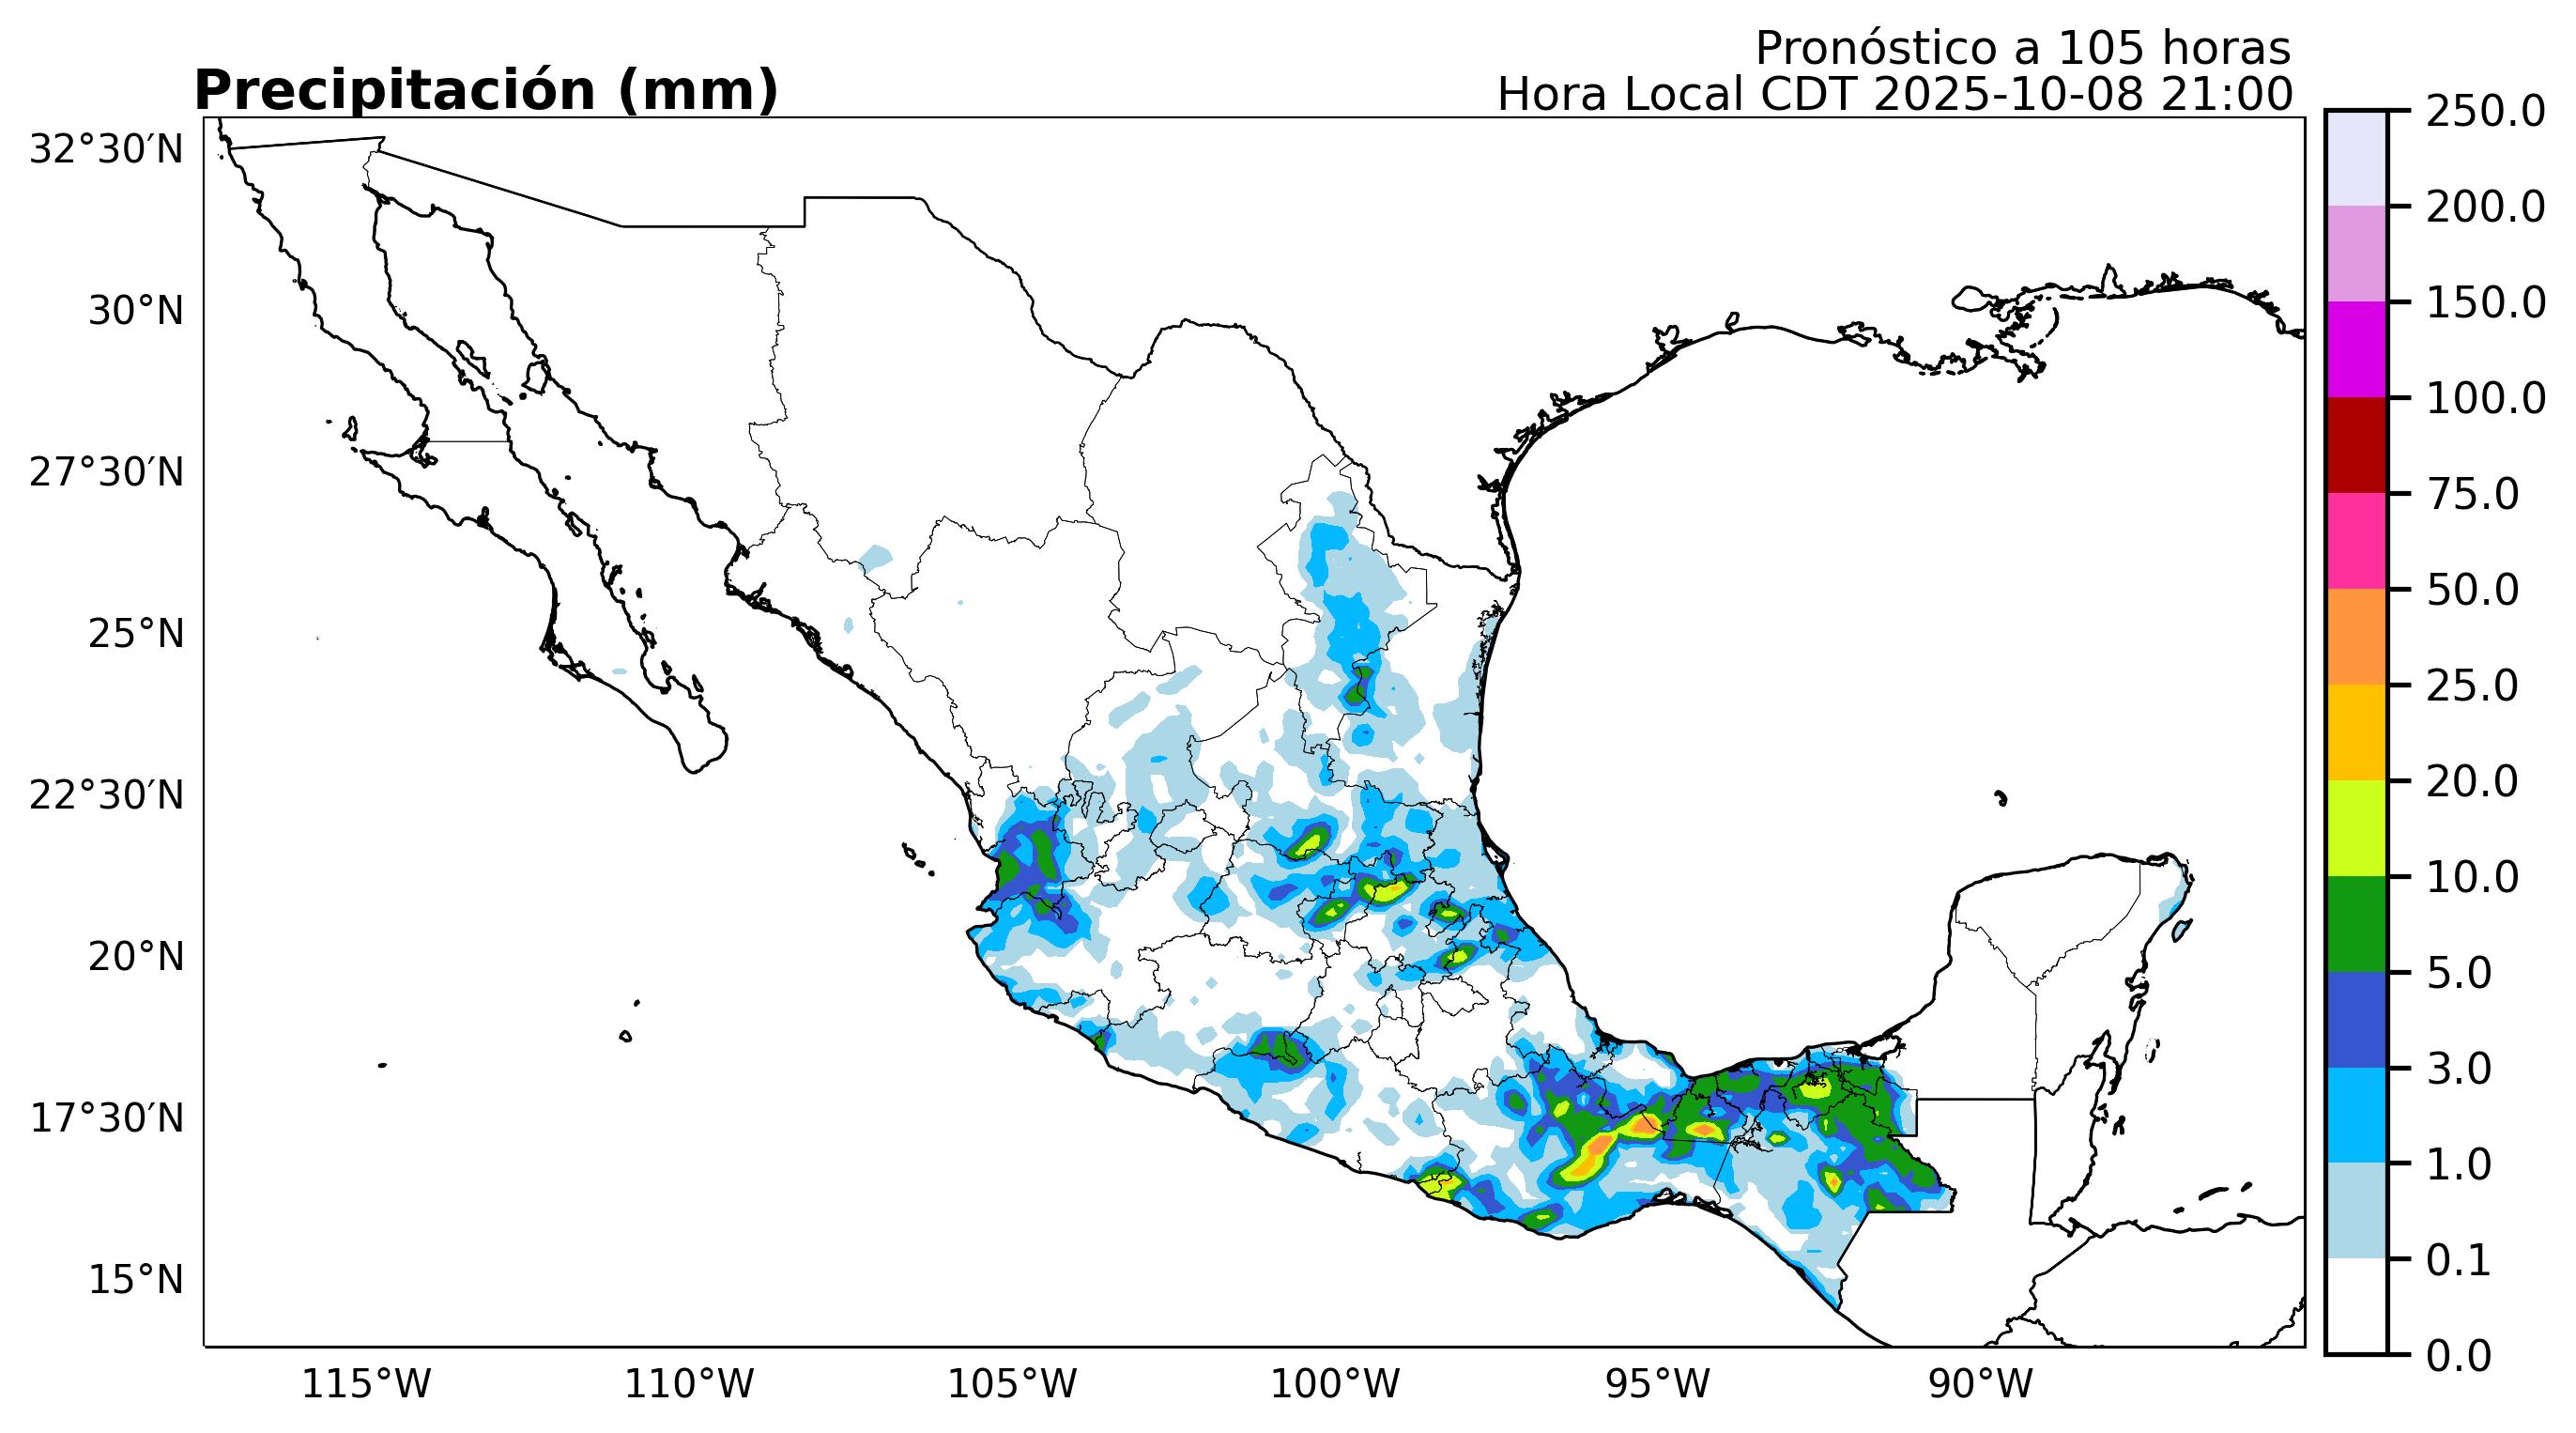 Pronóstico a 105 horas
Precipitación (mm)
Hora Local CDT 2025-10-08 21:00
32°30′N
30°N
27°30′N
25°N
22°30′N
20°N
17°30′N
15°N
115°W
110°W
105°W
100°W
95°W
90°W
250.0
200.0
150.0
100.0
75.0
50.0
25.0
20.0
10.0
5.0
3.0
1.0
0.1
0.0